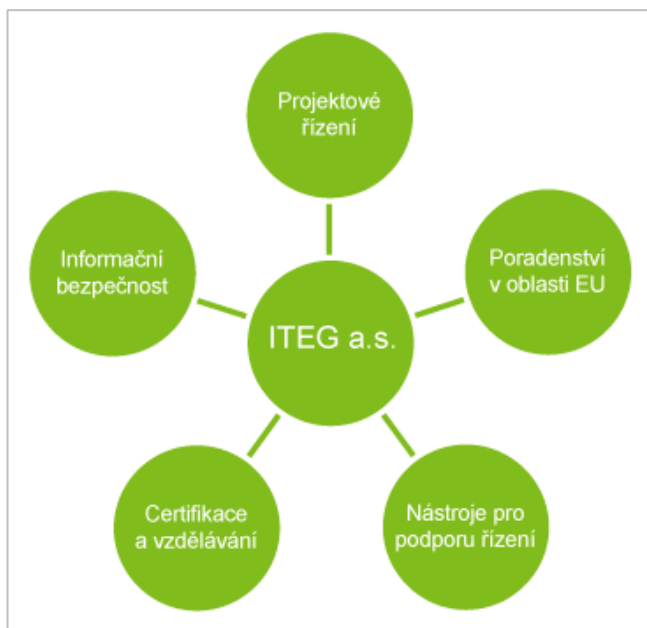 Projektové
řízení
Informační
bezpečnost
Poradenství
v oblasti EU
ITEG a.s.
Certifikace
a vzdělávání
Nástroje pro
podporu řízení